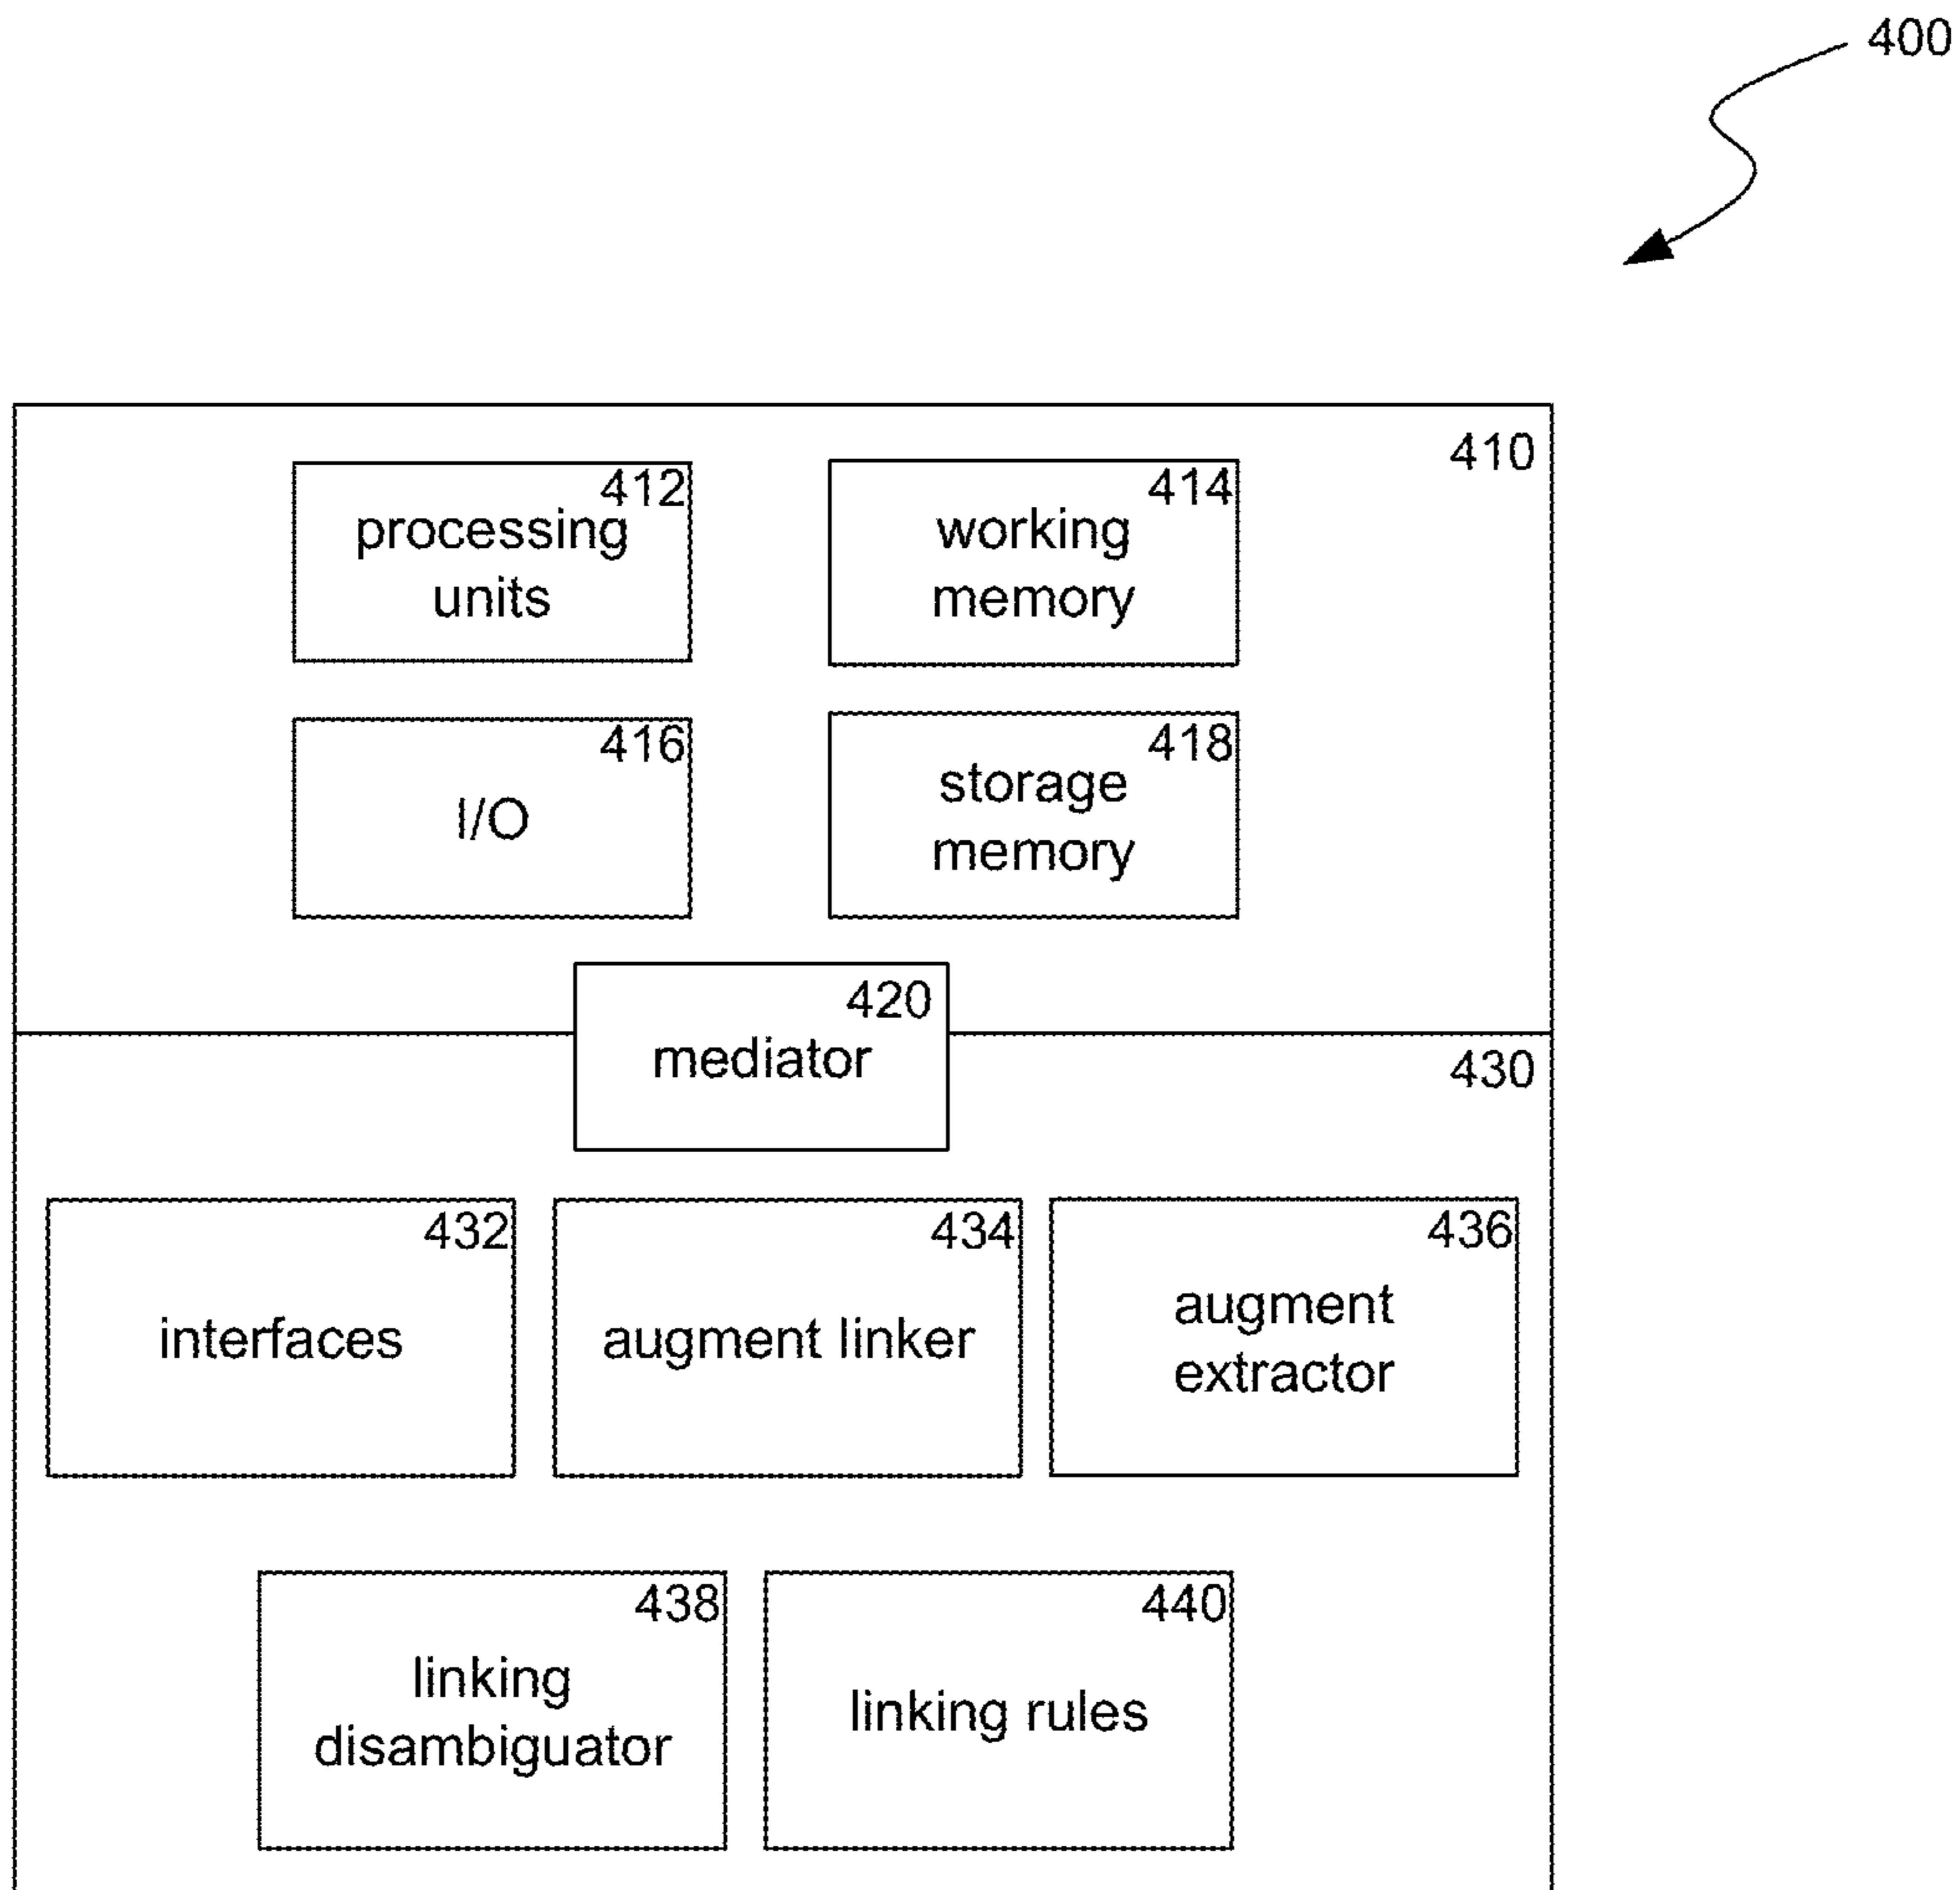 400
410
412
processing
units
414
working
memory
416
I/O
418
storage
memory
420
mediator
430
432
interfaces
434
augment linker
436
augment
extractor
438
linking
disambiguator
440
linking rules